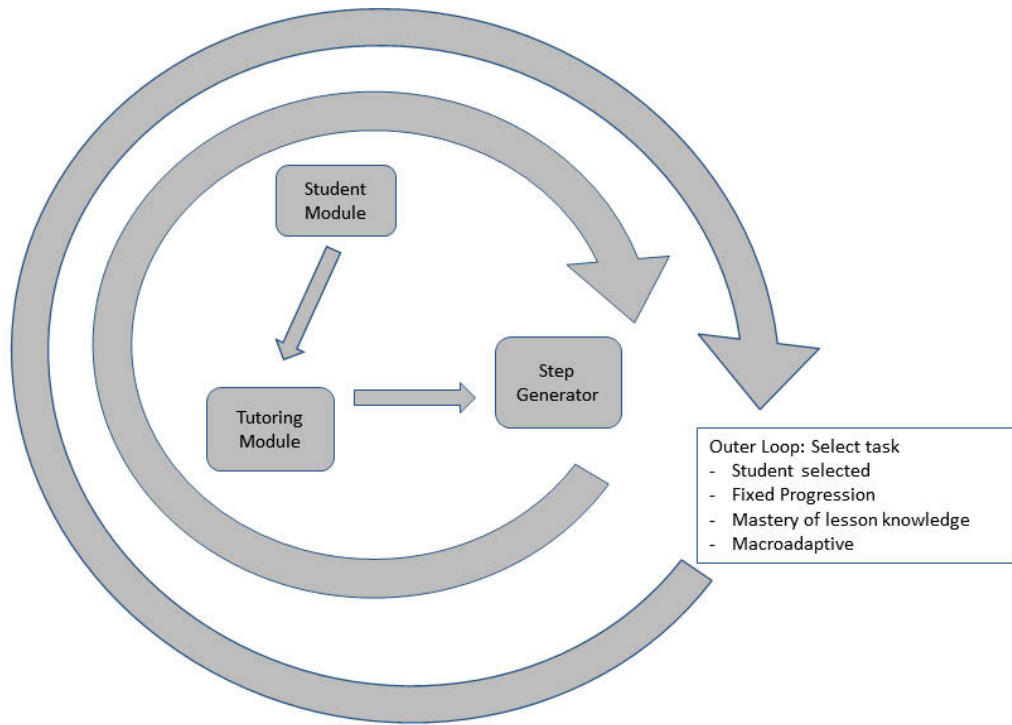 Student
Module
Step
Generator
Tutoring
Module
Outer Loop: Select task
- Student selected
- Fixed Progression
- Mastery of lesson knowledge
- Macroadaptive